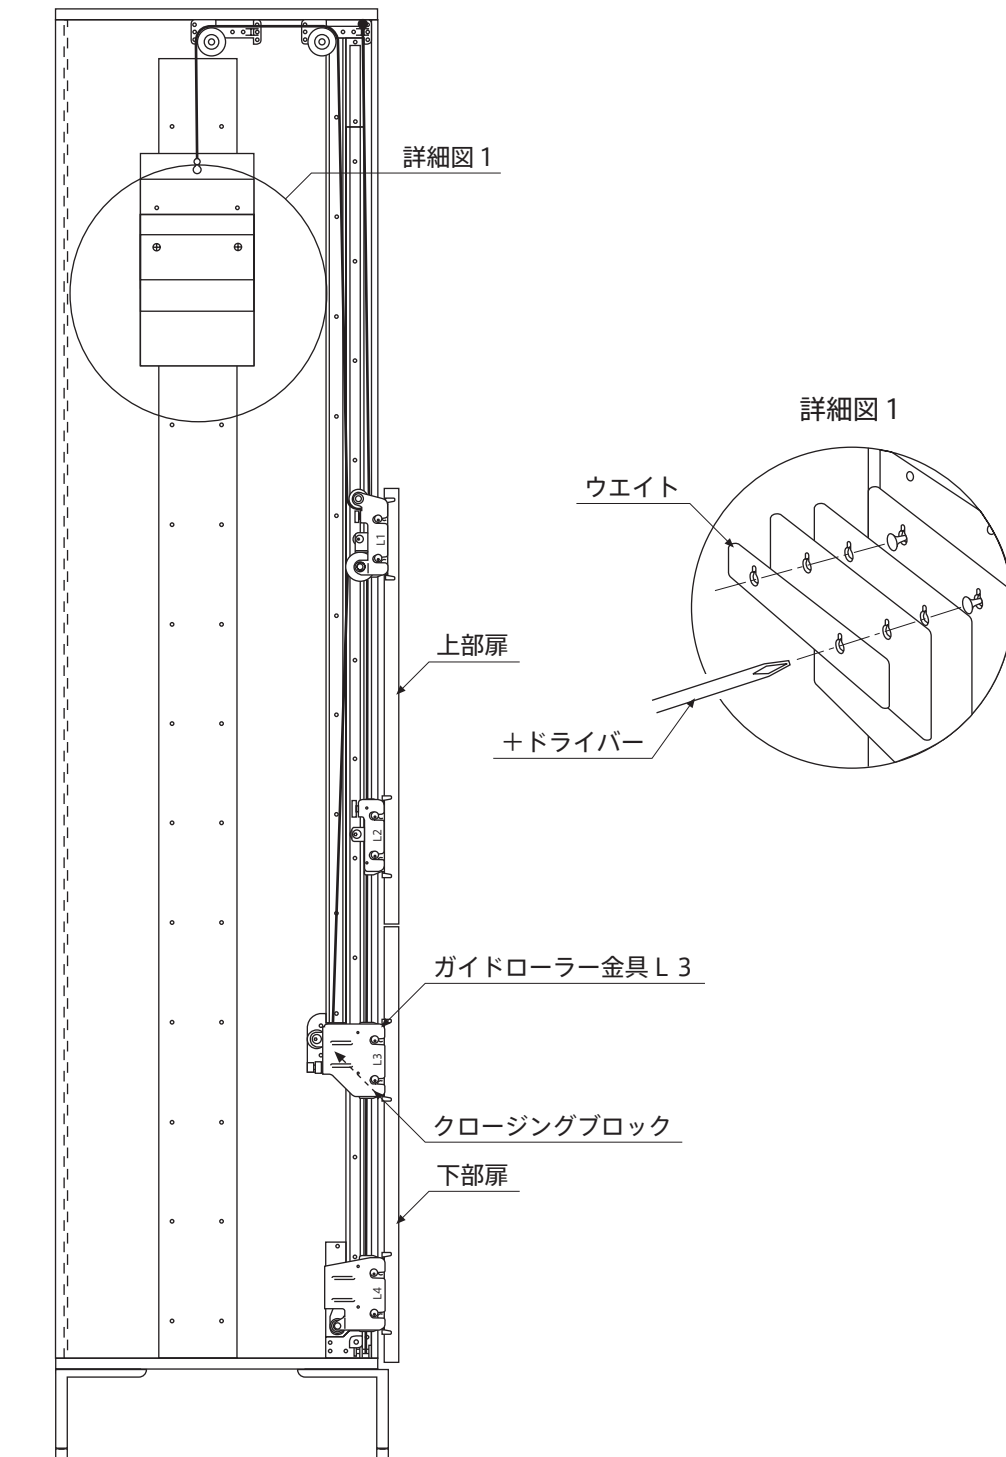 詳細図 1
詳細図 1
ウエイト
L1
上部扉
+ドライバー
L2
ガイドローラー金具 L 3
L3
クロージングブロック
下部扉
L4